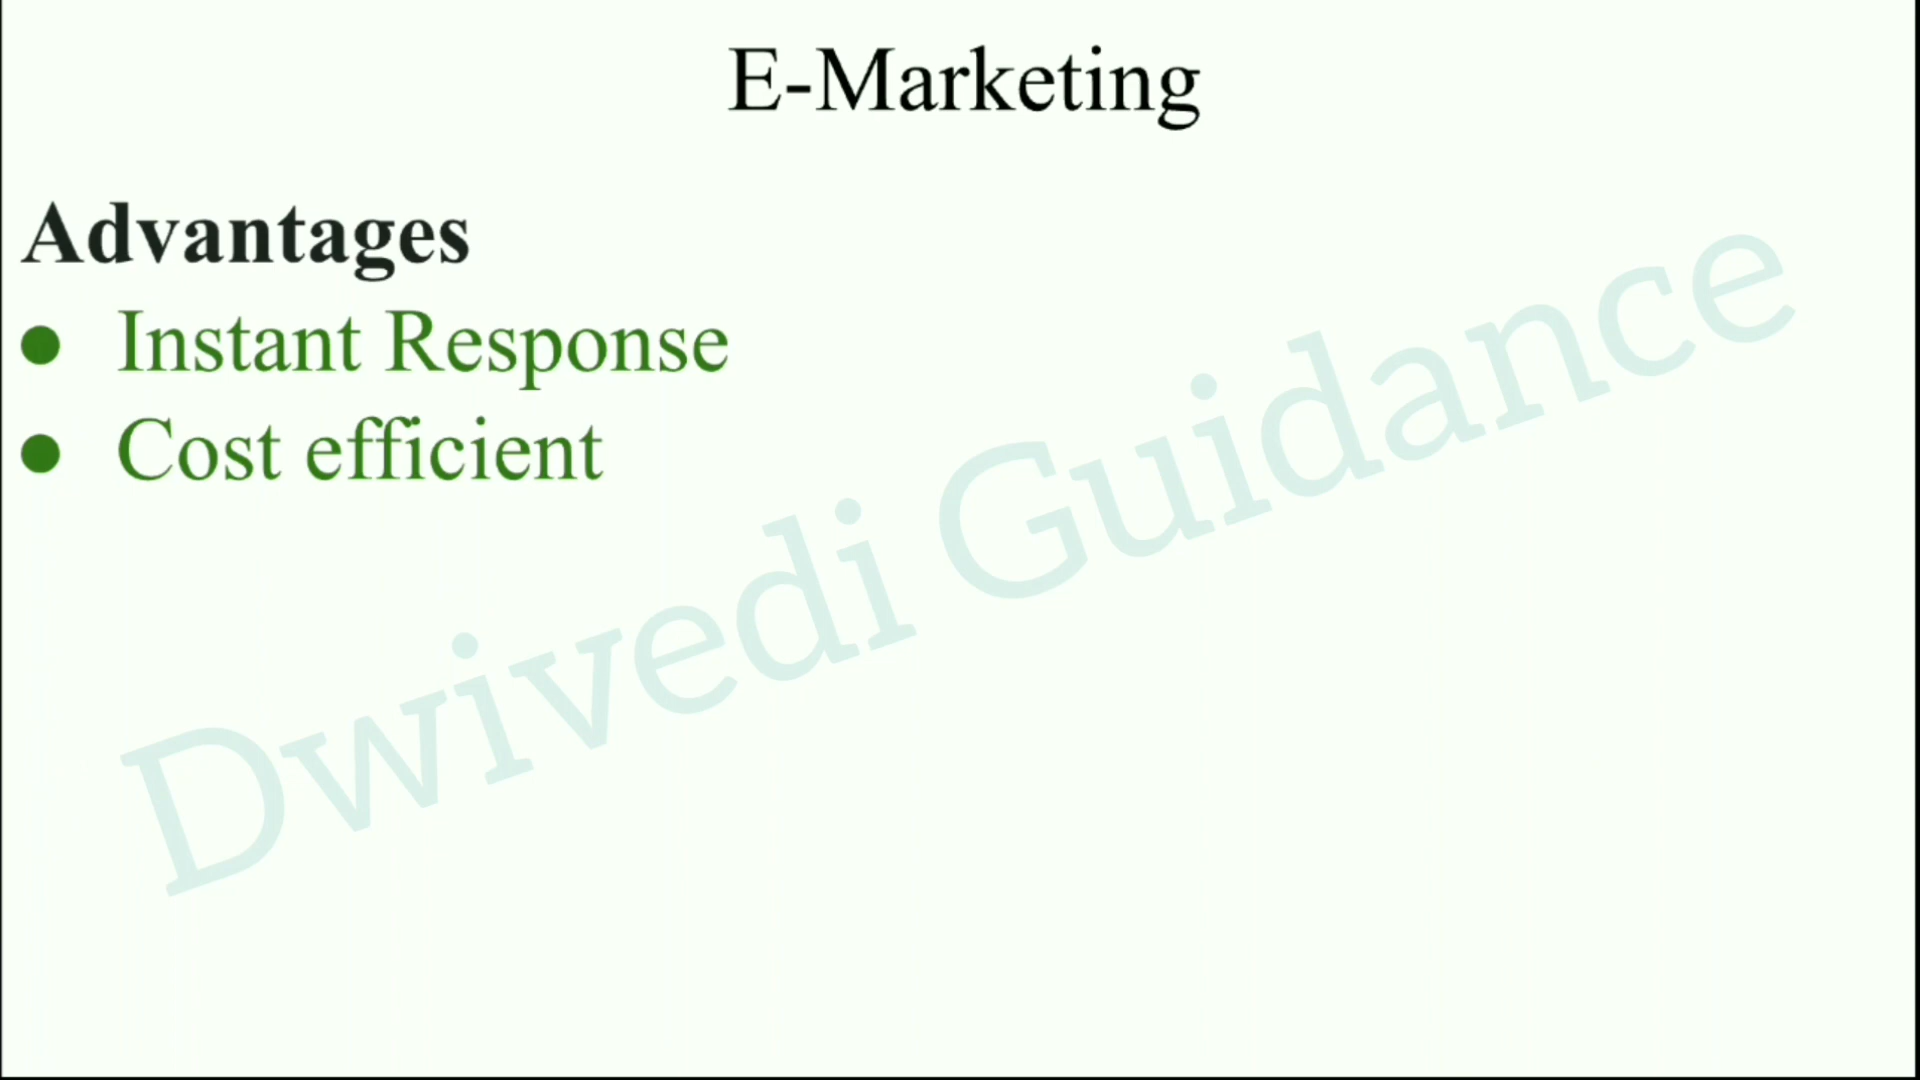 E-Marketing
Advantages
● Instant Response
● Cost efficient
Dwivedi Guidance